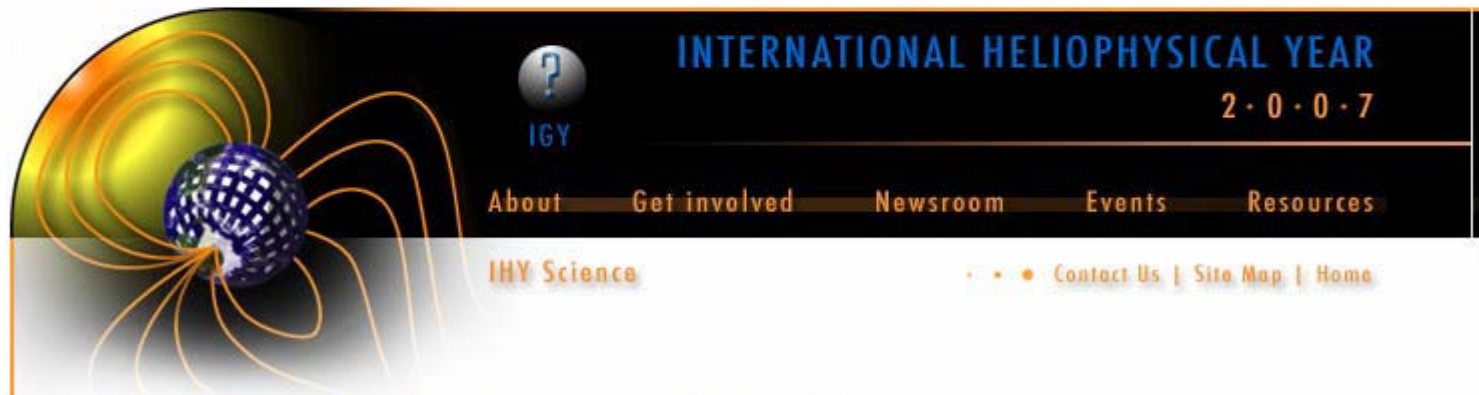 INTERNATIONAL HELIOPHYSICAL YEAR
?
2·0·0·7
IGY
About Get involved Newsroom Events Resources
IHY Science
Contact Us | Site Map | Home